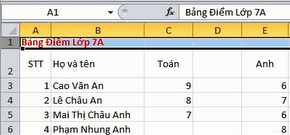 A1 fx Bảng Điểm Lớp 7A
A B C D E
1 Bảng Điểm Lớp 7A
2 STT Họ và tên Toán Anh
3 1 Cao Văn An 9 6
4 2 Lê Châu An 8 7
5 3 Mai Thị Châu Anh 7 6
6 4 Phạm Nhung Anh 8